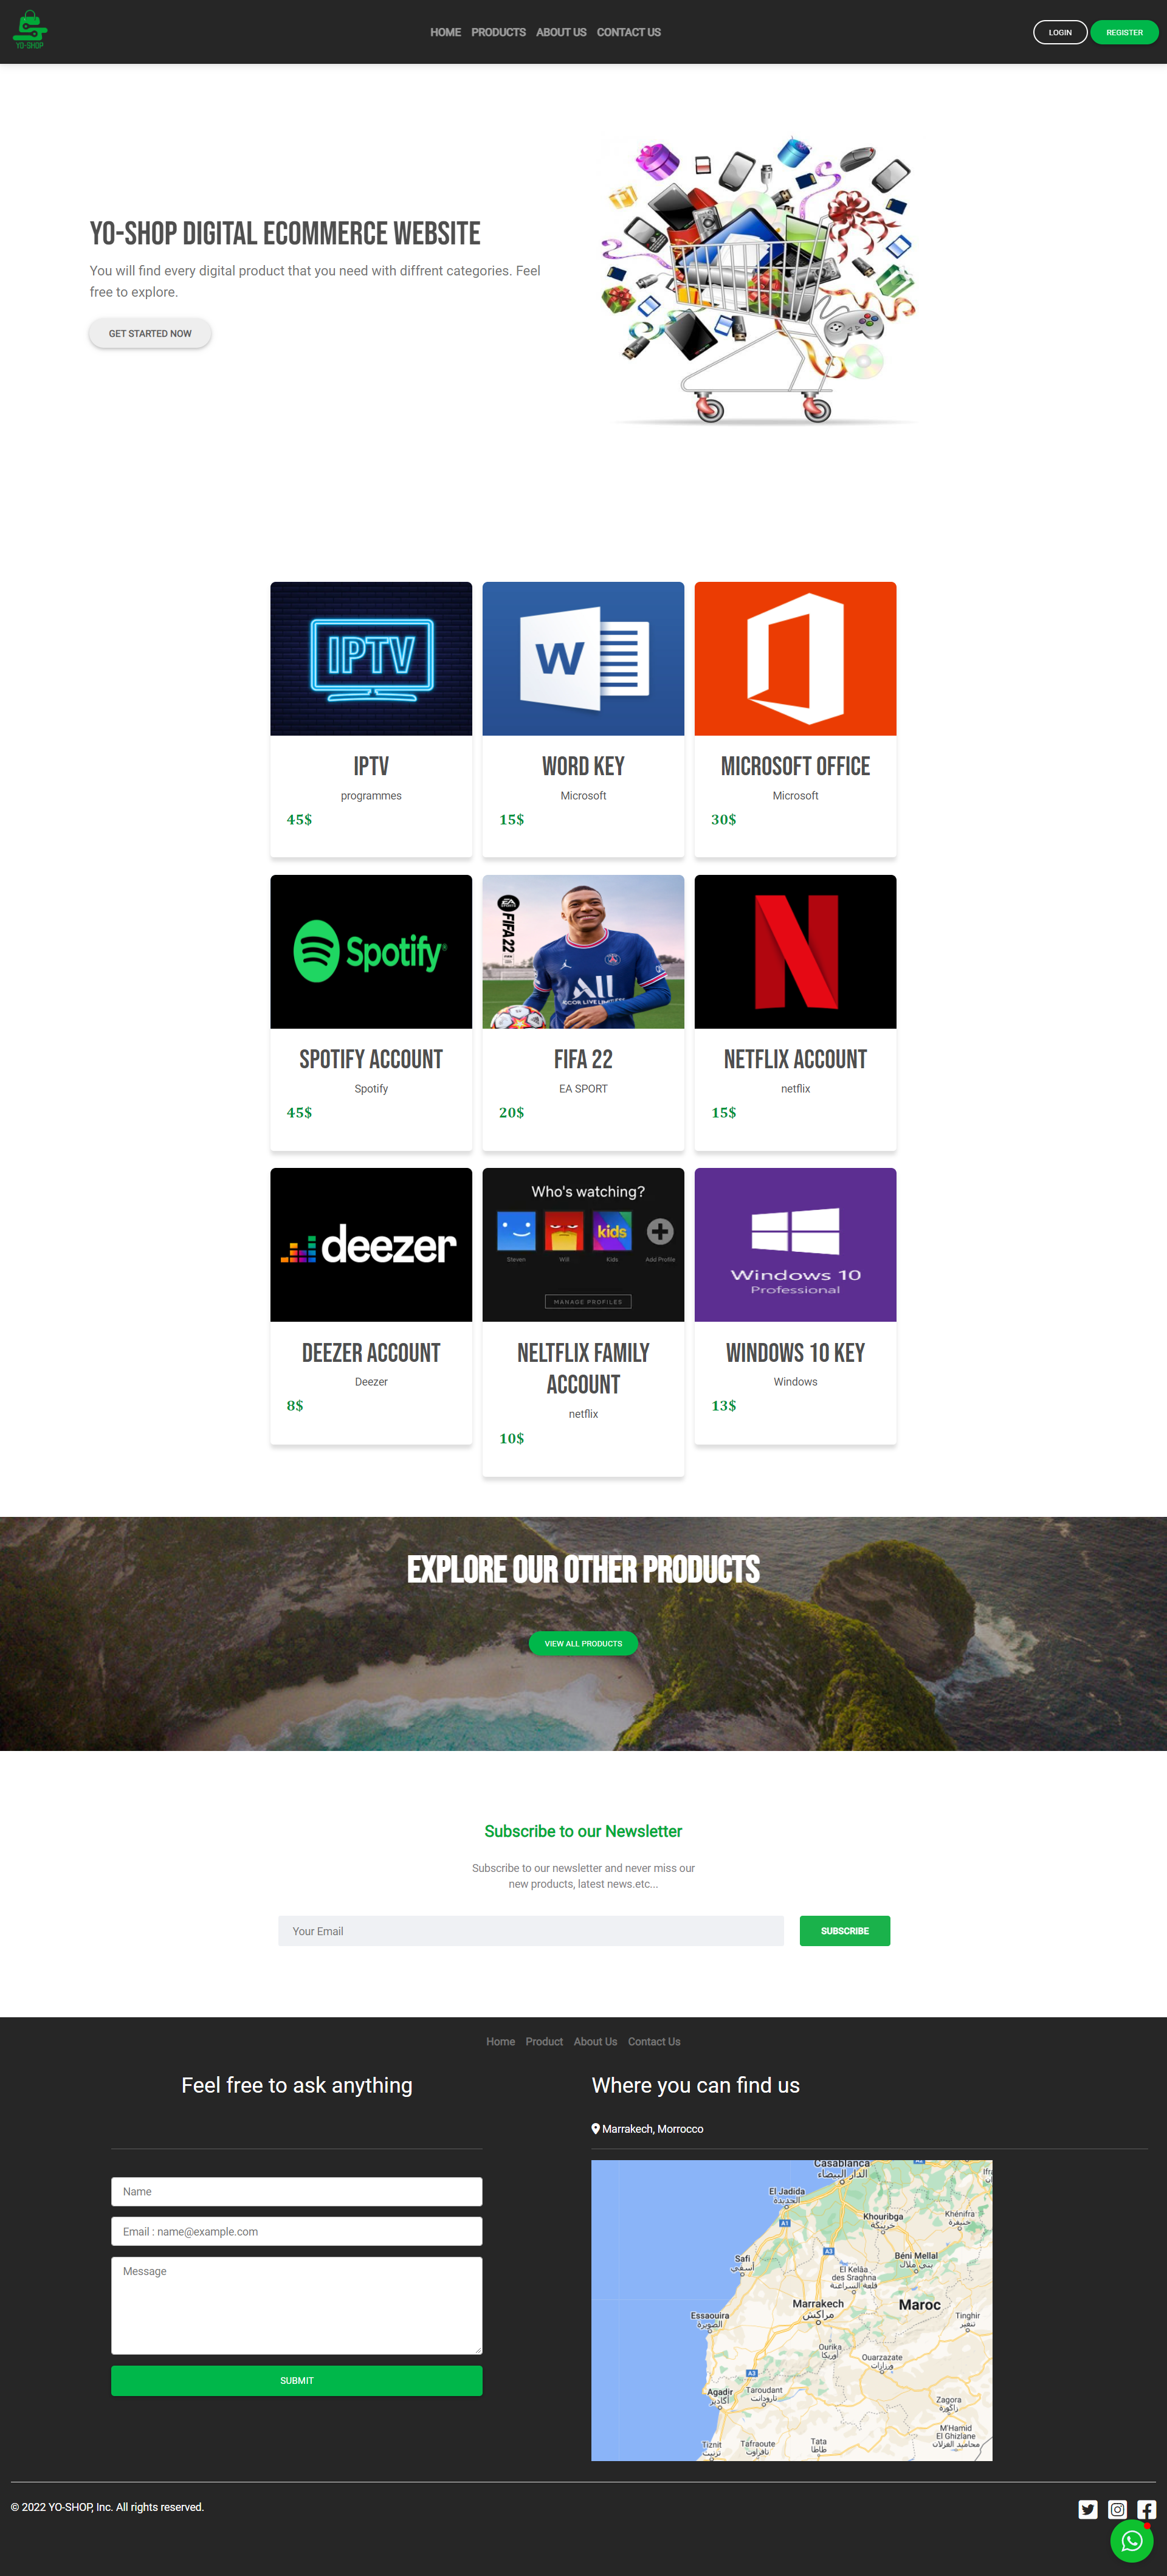 YO-SHOP
HOME PRODUCTS ABOUT US CONTACT US
LOGIN
REGISTER
YO-SHOP DIGITAL ECOMMERCE WEBSITE
You will find every digital product that you need with diffrent categories. Feel
free to explore.
GET STARTED NOW
IPTV
IPTV
programmes
45$
W
WORD KEY
Microsoft
15$
MICROSOFT OFFICE
Microsoft
30$
Spotify
SPOTIFY ACCOUNT
Spotify
45$
EA SPORTS
FIFA 22
FIFA 22
EA SPORT
20$
N
NETFLIX ACCOUNT
netflix
15$
deezer
DEEZER ACCOUNT
Deezer
8$
Who's watching?
kids
Steven Will Kids Add Profile
MANAGE PROFILES
NELTFLIX FAMILY
ACCOUNT
netflix
10$
Windows 10
Professional
WINDOWS 10 KEY
Windows
13$
EXPLORE OUR OTHER PRODUCTS
VIEW ALL PRODUCTS
Subscribe to our Newsletter
Subscribe to our newsletter and never miss our
new products, latest news.etc...
Your Email
SUBSCRIBE
Home Product About Us Contact Us
Feel free to ask anything
Name
Email : name@example.com
Message
SUBMIT
Where you can find us
Marrakech, Morrocco
Casablanca
الدار البيضاء
El Jadida
الجديدة
A1
Khouribga
خريبكة
Khénifra
خنيفرة
A3
Safi
آسفي
Béni Mellal
بني ملال
El Kelâa
des Sraghna
قلعة السراغنة
Marrakech
مراكش
Maroc
Essaouira
الصويرة
Tinghir
تنغير
Ourika
أوريكا
Ouarzazate
ورزازات
A3
Agadir
أكادير
Taroudant
تارودانت
Zagora
زاكورة
M'Hamid
El Ghizlane
محاميد الغزلان
Tiznit
تزنيت
Tafraoute
تافراوت
Tata
طاطا
© 2022 YO-SHOP, Inc. All rights reserved.